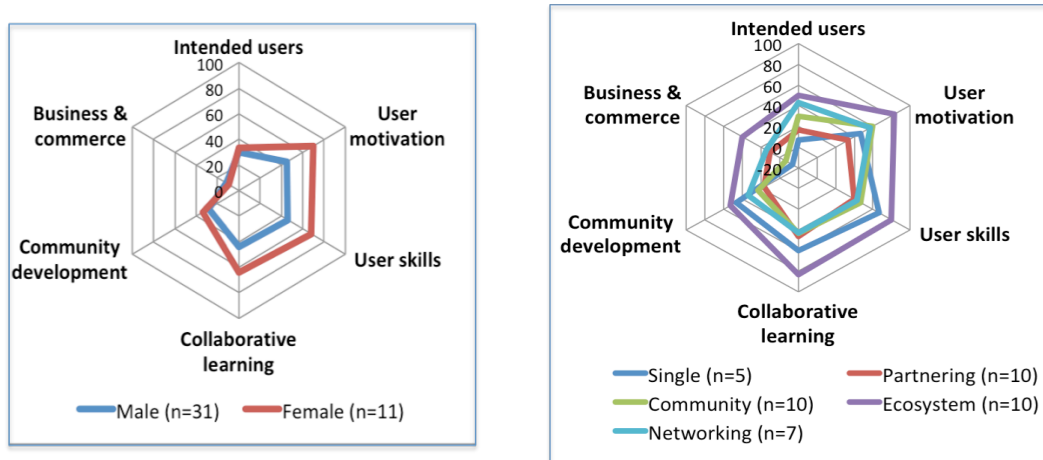 Intended users
100
80
60
40
20
0
Business &
commerce
User
motivation
Community
development
User skills
Collaborative
learning
Male (n=31) Female (n=11)
Intended users
100
80
60
40
20
0
-20
Business &
commerce
User
motivation
Community
development
User skills
Collaborative
learning
Single (n=5) Partnering (n=10)
Community (n=10) Ecosystem (n=10)
Networking (n=7)